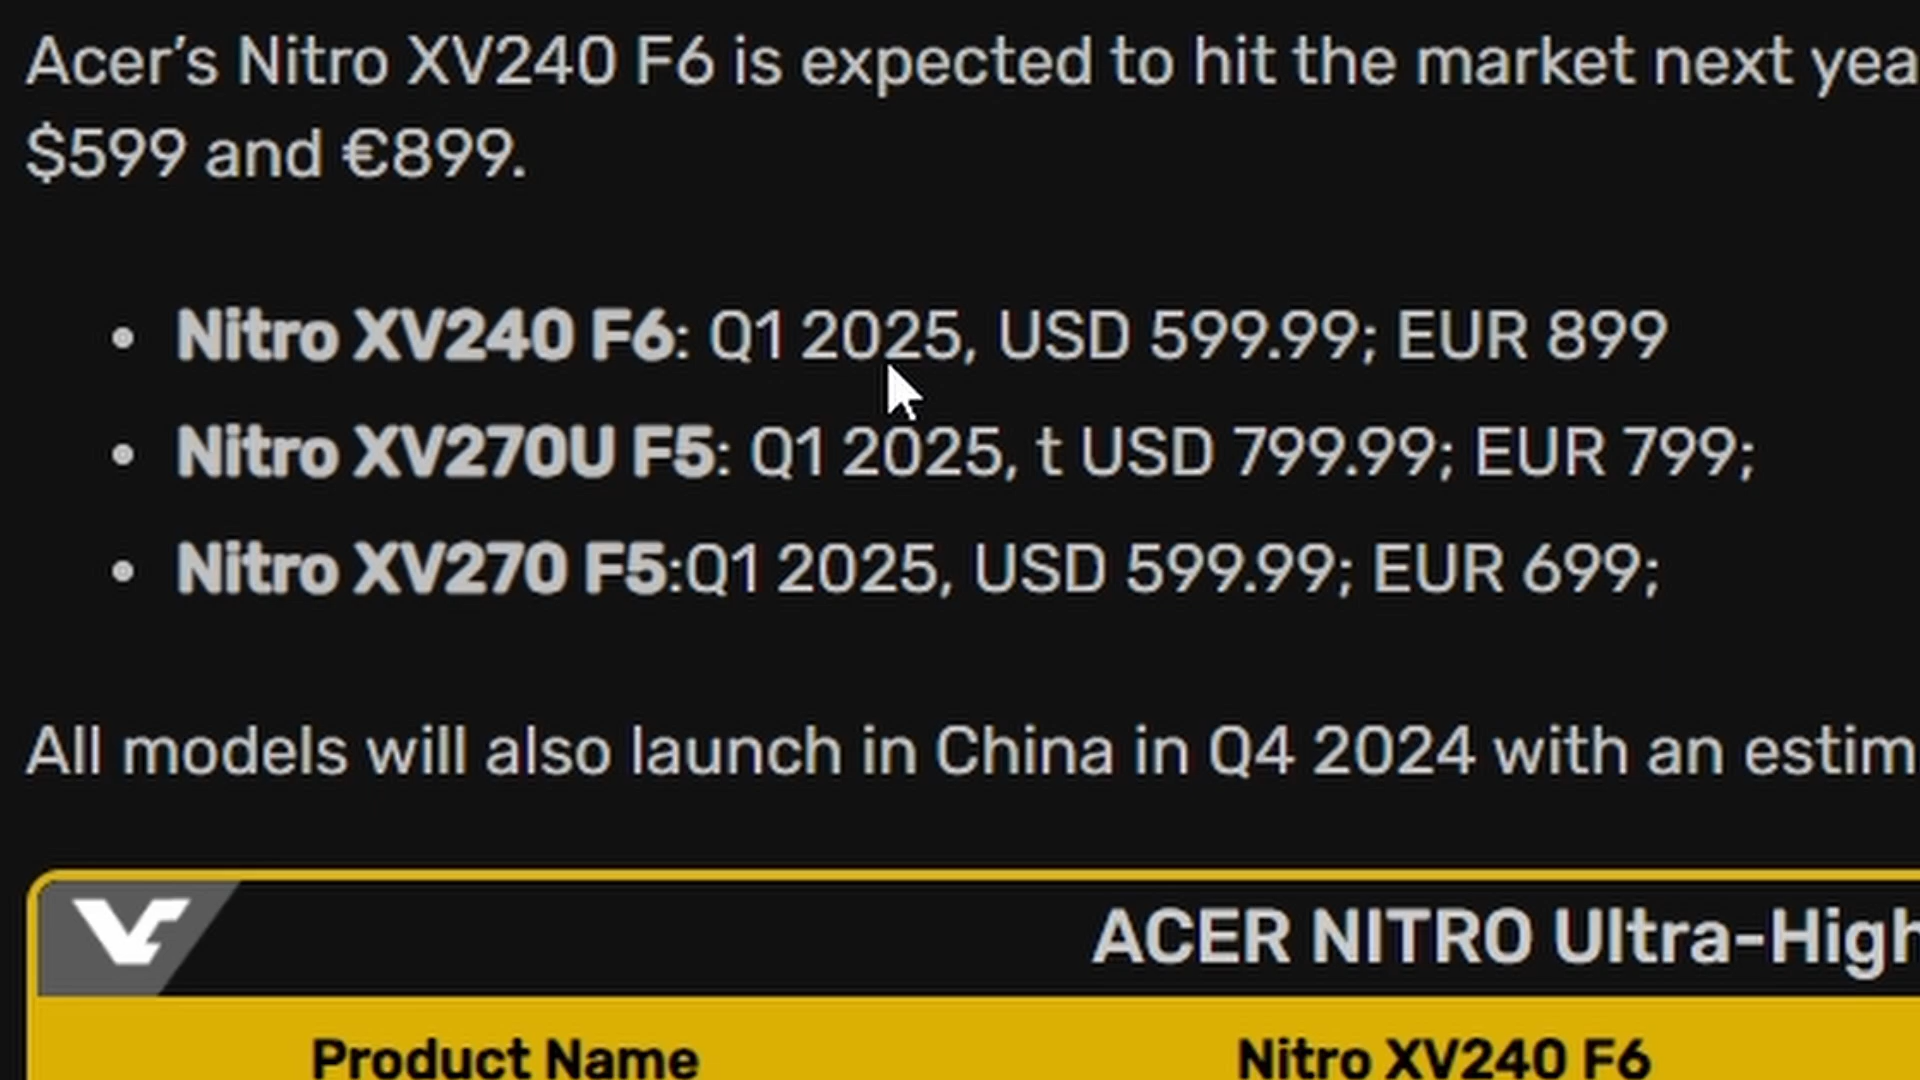 Acer’s Nitro XV240 F6 is expected to hit the market next yea
$599 and €899.
• Nitro XV240 F6: Q1 2025, USD 599.99; EUR 899
• Nitro XV270U F5: Q1 2025, t USD 799.99; EUR 799;
• Nitro XV270 F5:Q1 2025, USD 599.99; EUR 699;
All models will also launch in China in Q4 2024 with an estim
ACER NITRO Ultra-High
Product Name Nitro XV240 F6